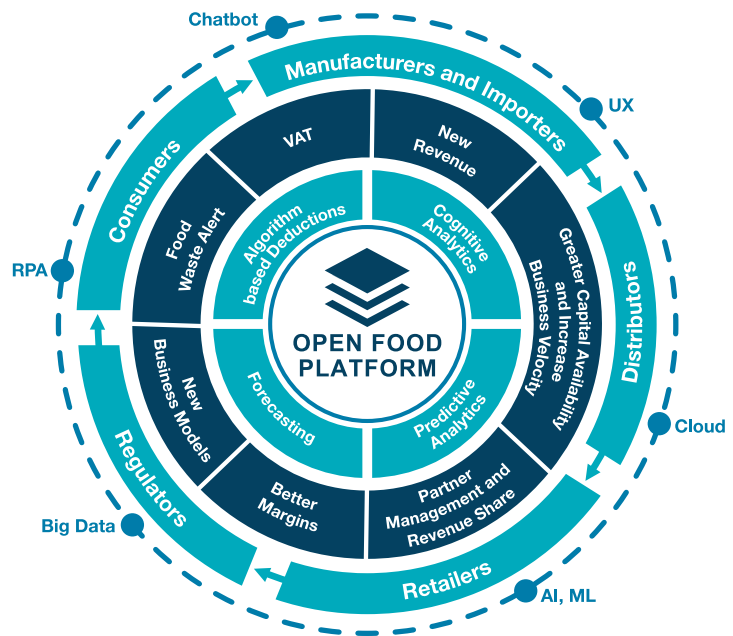 Chatbot
UX
Cloud
AI, ML
Big Data
RPA
Manufacturers and Importers
Distributors
Retailers
Regulators
Consumers
VAT
New
Revenue
Greater Capital Availability
and Increase
Business Velocity
Partner
Management and
Revenue Share
Better
Margins
New
Business Models
Food
Waste Alert
Algorithm
based Deductions
Cognitive
Analytics
Predictive
Analytics
Forecasting
OPEN FOOD
PLATFORM